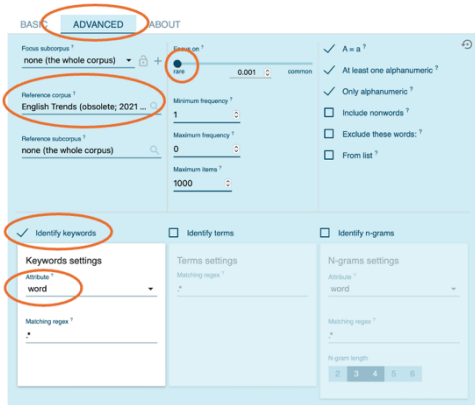 BASIC ADVANCED ABOUT
Focus subcorpus ?
none (the whole corpus)
Reference corpus ?
English Trends (obsolete; 2021 ...
Reference subcorpus ?
none (the whole corpus)
Focus on ?
rare 0.001 common
Minimum frequency ?
1
Maximum frequency ?
0
Maximum items ?
1000
A = a ?
At least one alphanumeric ?
Only alphanumeric ?
Include nonwords ?
Exclude these words: ?
From list ?
Identify keywords
Keywords settings
Attribute ?
word
Matching regex ?
.*
Identify terms
Terms settings
Matching regex ?
.*
Identify n-grams
N-grams settings
Attribute ?
word
Matching regex ?
.*
N-gram length
2 3 4 5 6